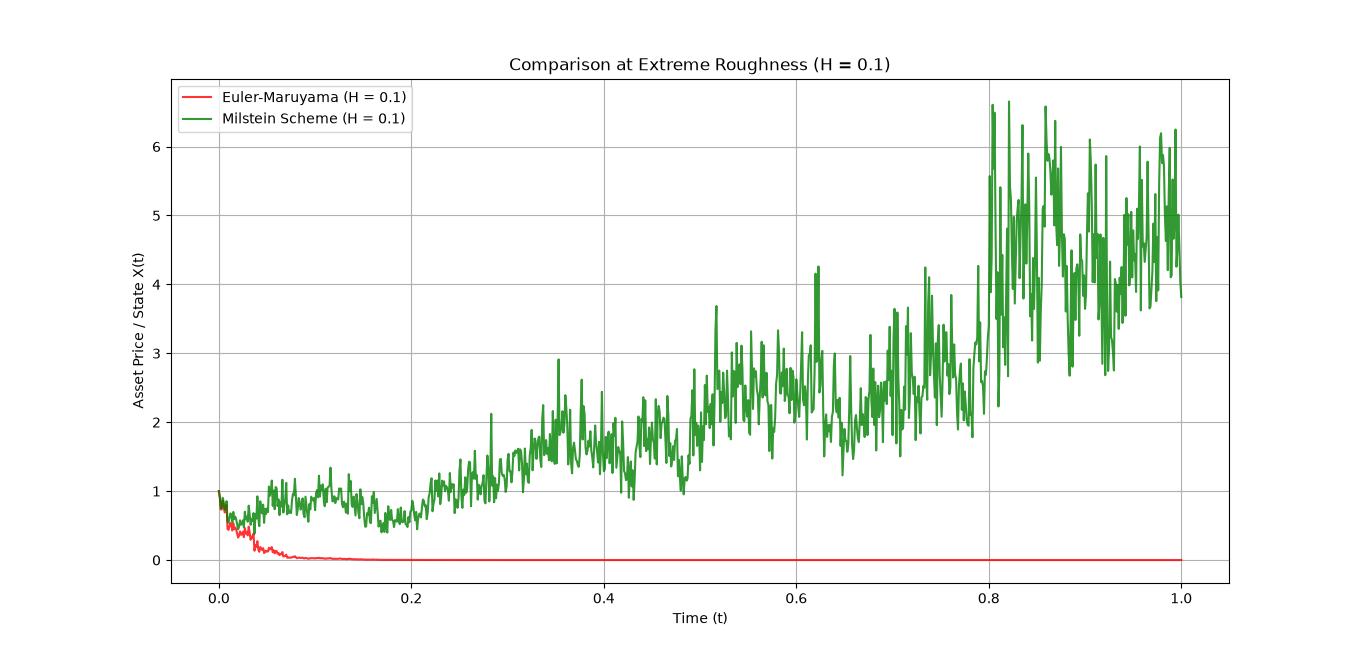 Comparison at Extreme Roughness (H = 0.1)
Euler-Maruyama (H = 0.1)
Milstein Scheme (H = 0.1)
Asset Price / State X(t)
6
5
4
3
2
1
0
0.0 0.2 0.4 0.6 0.8 1.0
Time (t)